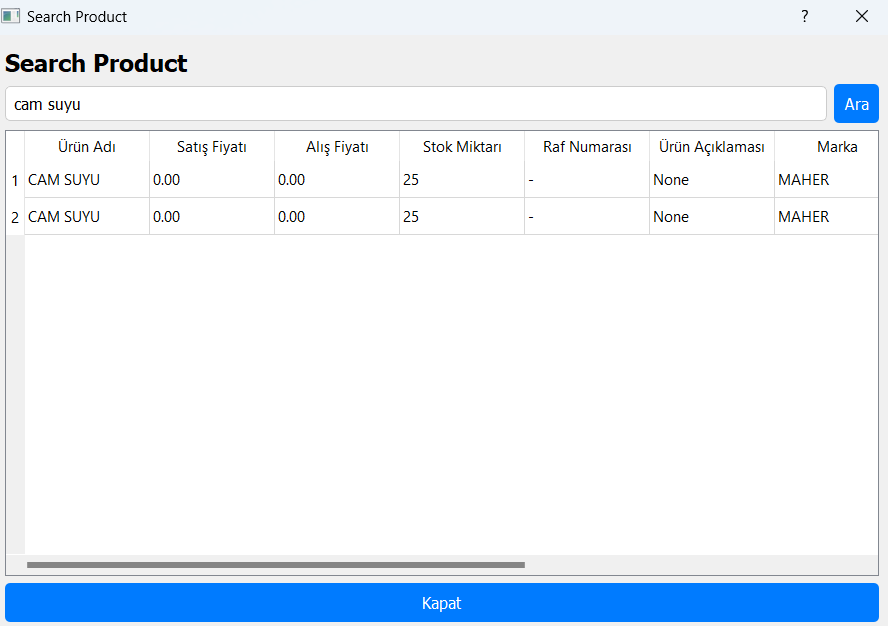 Search Product ?
Search Product
cam suyu Ara
Ürün Adı Satış Fiyatı Alış Fiyatı Stok Miktarı Raf Numarası Ürün Açıklaması Marka
1 CAM SUYU 0.00 0.00 25 - None MAHER
2 CAM SUYU 0.00 0.00 25 - None MAHER
Kapat